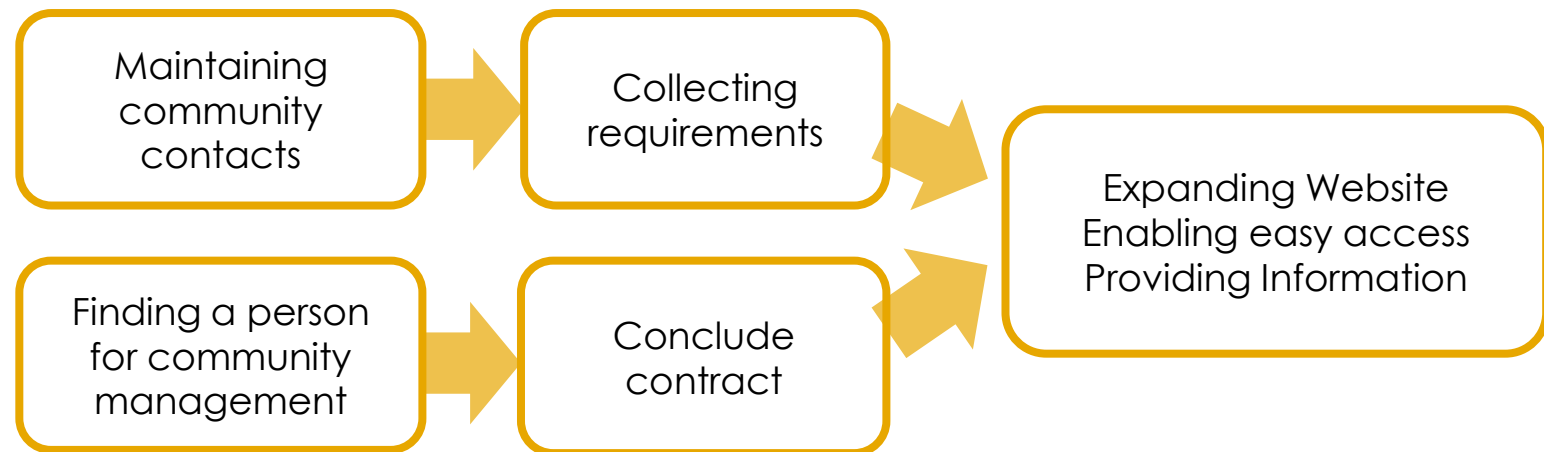 Maintaining
community
contacts
Collecting
requirements
Expanding Website
Enabling easy access
Providing Information
Finding a person
for community
management
Conclude
contract